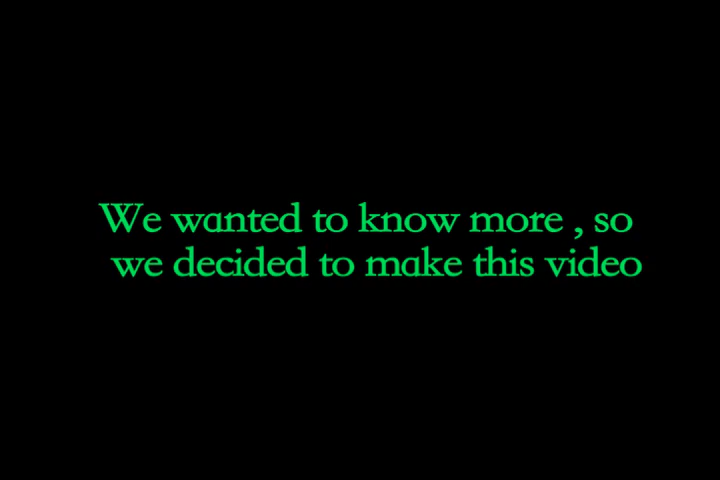 We wanted to know more , so
we decided to make this video